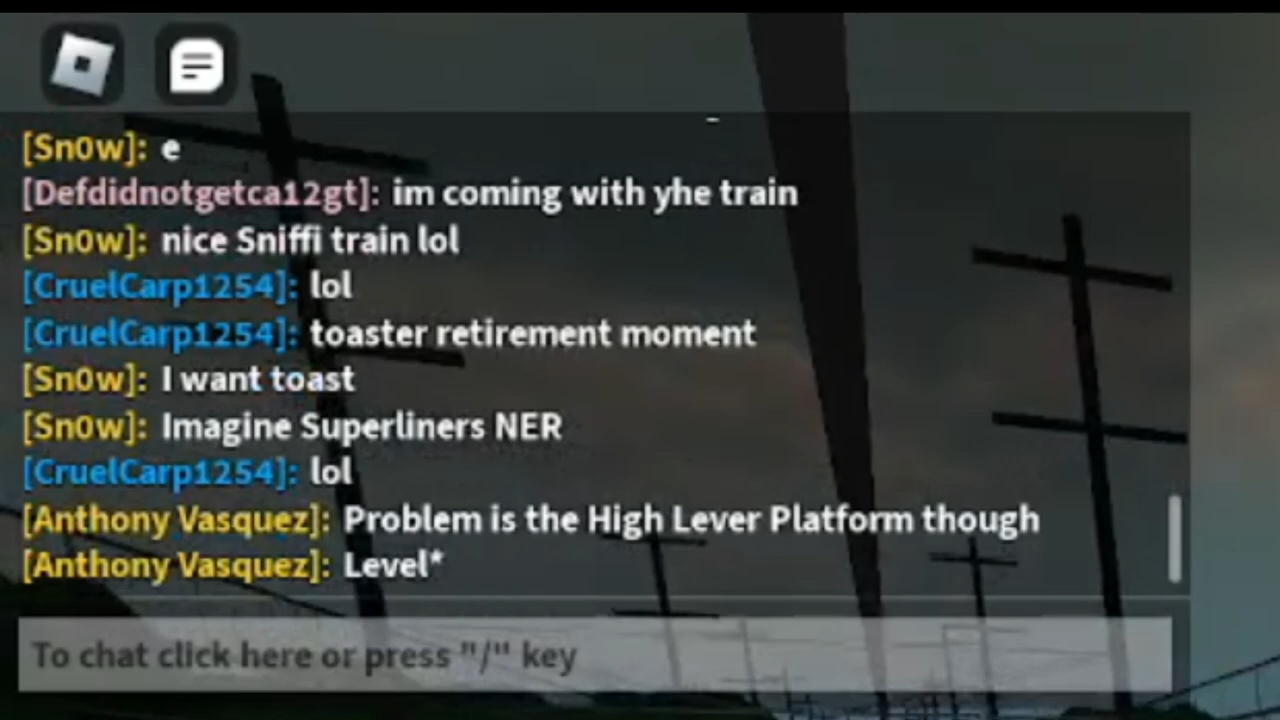 [Sn0w]: e
[Defdidnotgetca12gt]: im coming with yhe train
[Sn0w]: nice Sniffi train lol
[CruelCarp1254]: lol
[CruelCarp1254]: toaster retirement moment
[Sn0w]: I want toast
[Sn0w]: Imagine Superliners NER
[CruelCarp1254]: lol
[Anthony Vasquez]: Problem is the High Lever Platform though
[Anthony Vasquez]: Level*
To chat click here or press "/" key